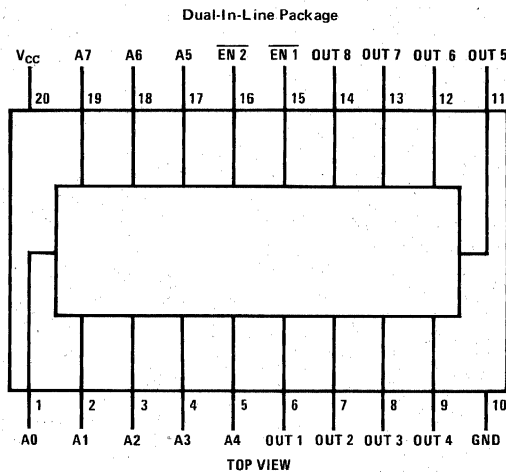 Dual-In-Line Package
VCC A7 A6 A5 EN 2 EN 1 OUT 8 OUT 7 OUT 6 OUT 5
20 19 18 17 16 15 14 13 12 11
1 2 3 4 5 6 7 8 9 10
A0 A1 A2 A3 A4 OUT 1 OUT 2 OUT 3 OUT 4 GND
TOP VIEW